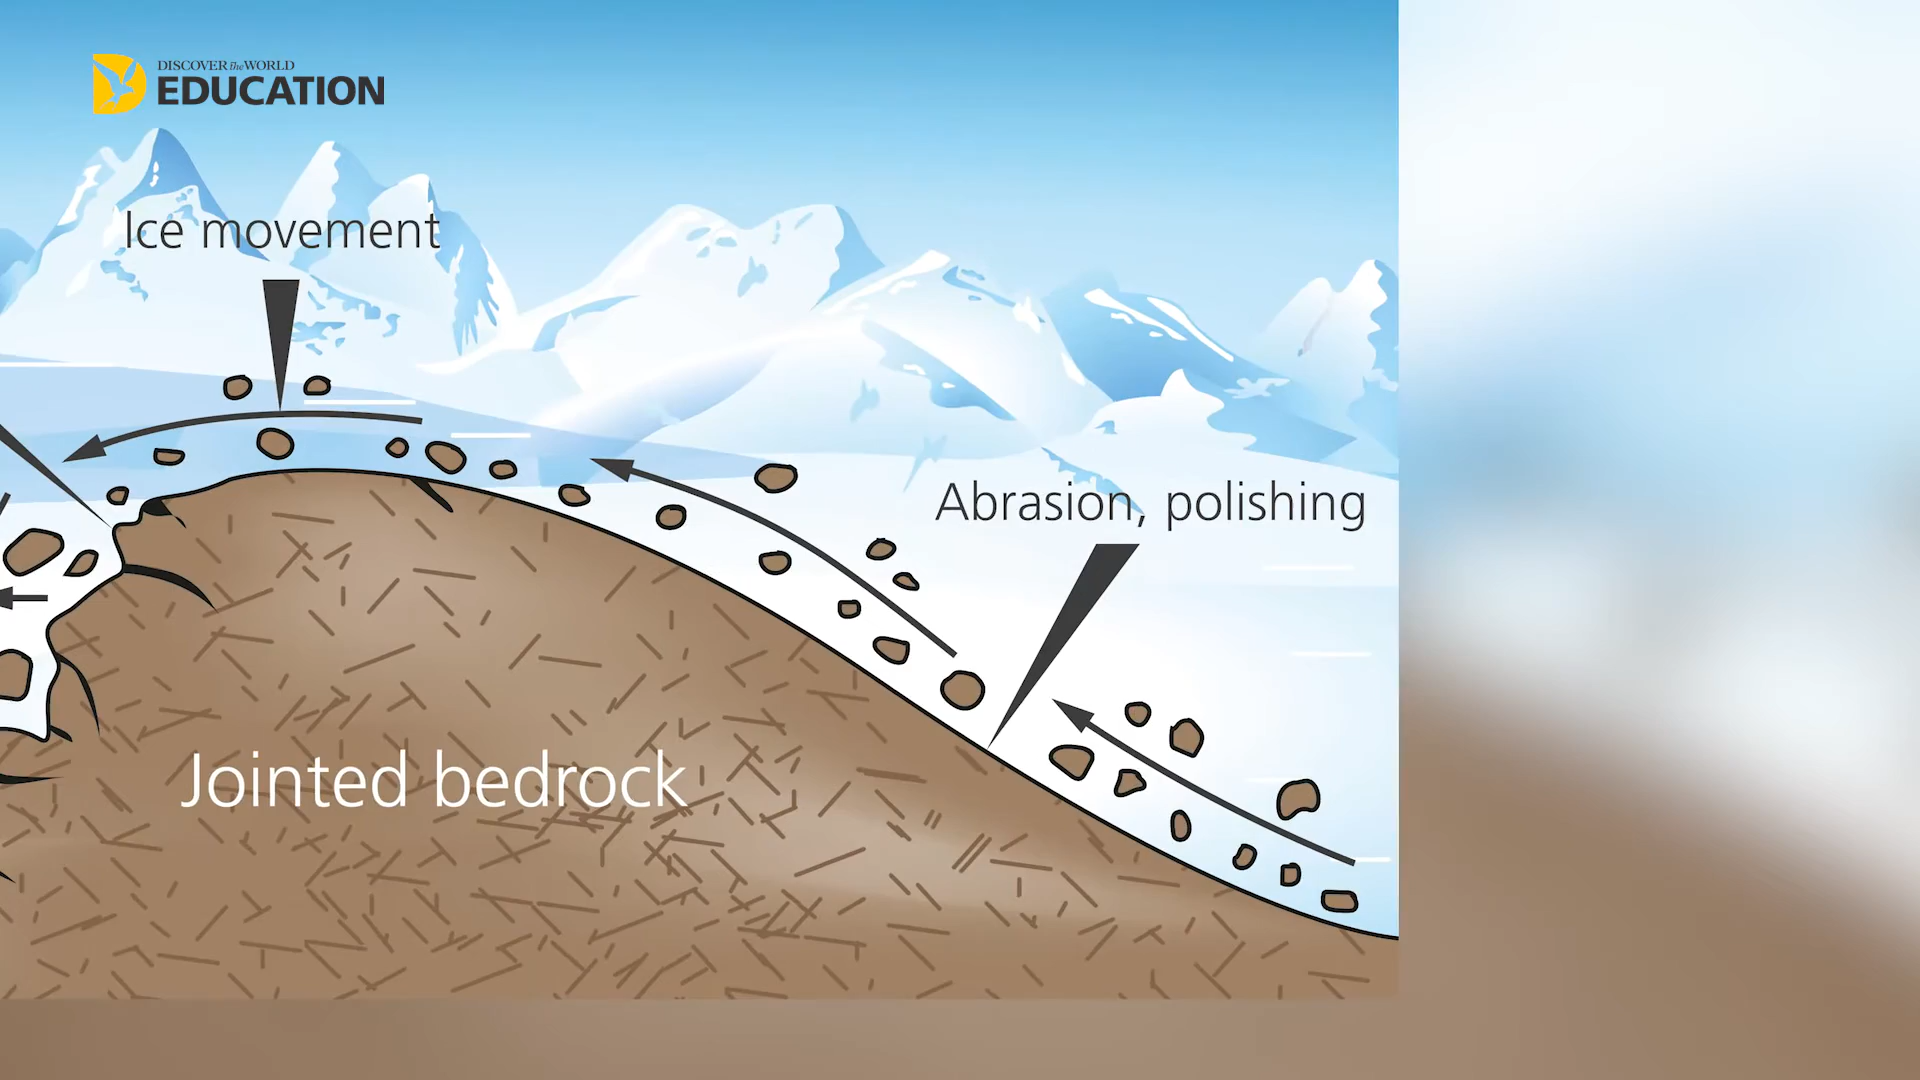 DISCOVER the WORLD
EDUCATION
Ice movement
Abrasion, polishing
Jointed bedrock